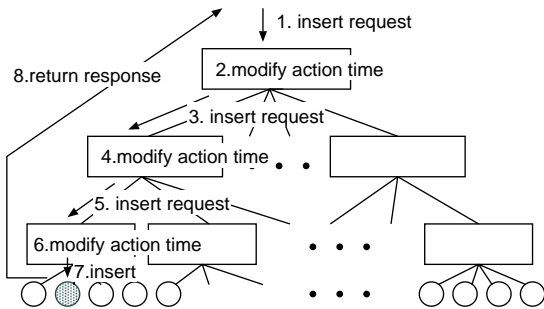 1. insert request
2.modify action time
8.return response
3. insert request
4.modify action time
5. insert request
6.modify action time
7.insert